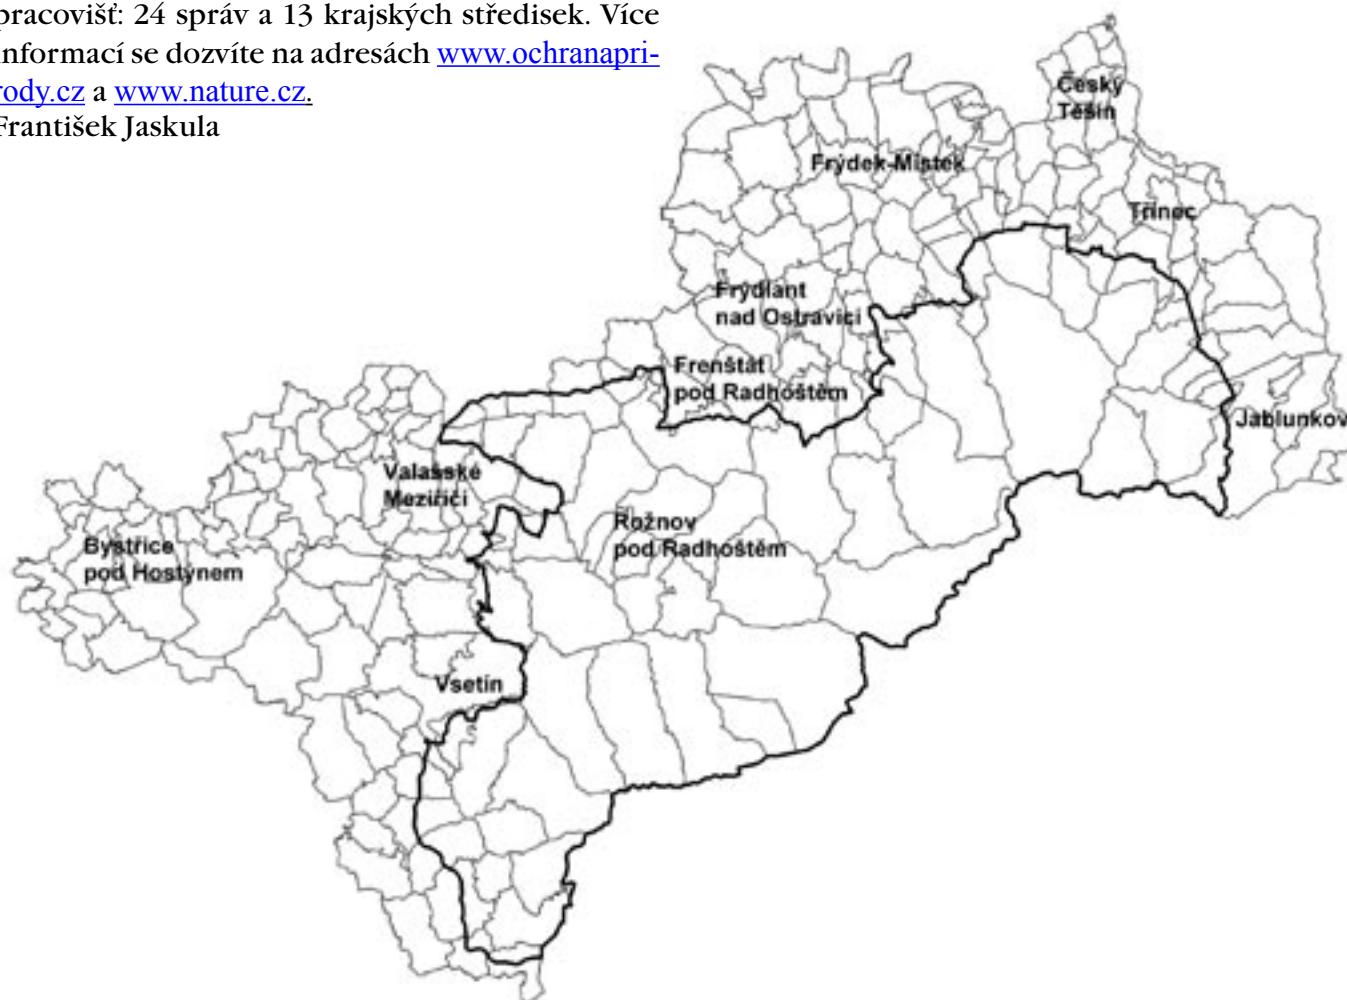 pracovišť: 24 správ a 13 krajských středisek. Více
informací se dozvíte na adresách www.ochranapri-
rody.cz a www.nature.cz.
František Jaskula
Český
Těšín
Frýdek-Místek
Třinec
Frýdlant
nad Ostravicí
Frenštát
pod Radhoštěm
Jablunkov
Valašské
Meziříčí
Rožnov
pod Radhoštěm
Bystřice
pod Hostýnem
Vsetín